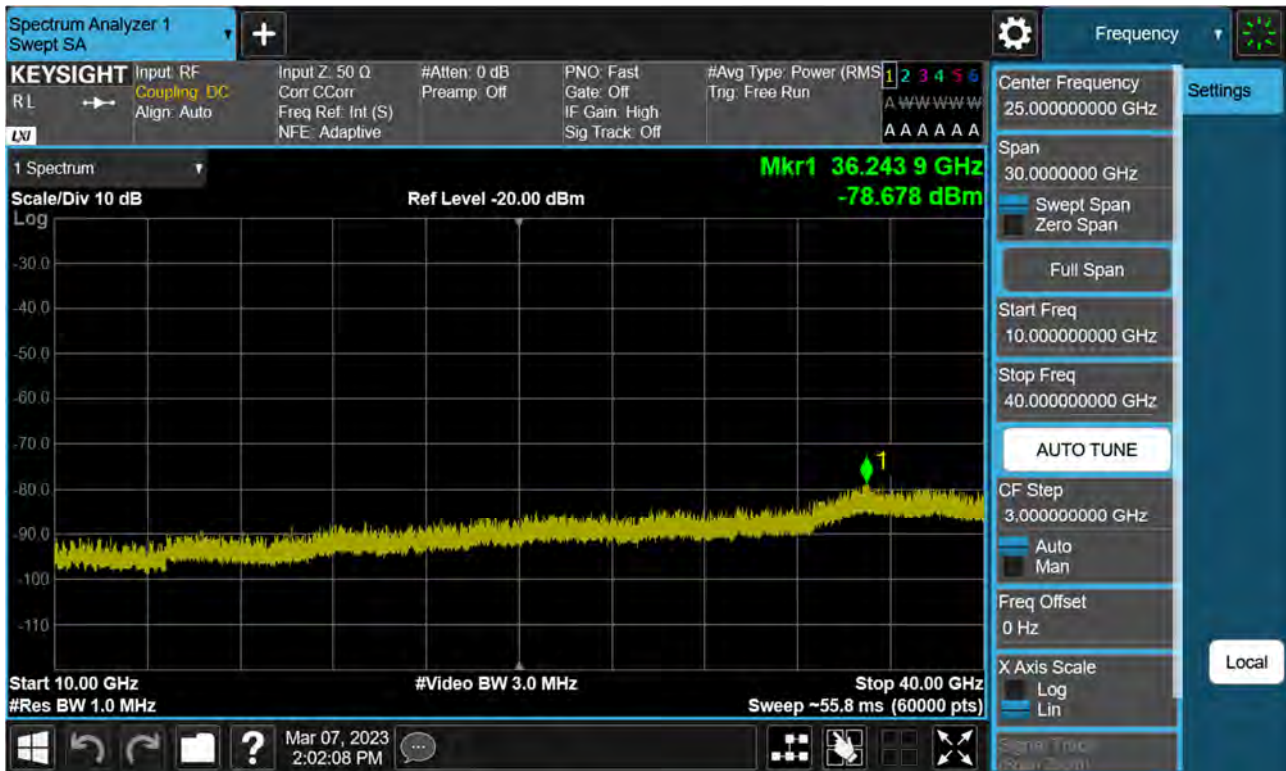 Spectrum Analyzer 1
Swept SA
+
Frequency
KEYSIGHT
RL
LXI
Input: RF
Coupling: DC
Align: Auto
Input Z: 50 Ω
Corr CCorr
Freq Ref: Int (S)
NFE: Adaptive
#Atten: 0 dB
Preamp: Off
PNO: Fast
Gate: Off
IF Gain: High
Sig Track: Off
#Avg Type: Power (RMS
Trig: Free Run
1 2 3 4 5 6
A W W W W W
A A A A A A
1 Spectrum
Mkr1 36.243 9 GHz
-78.678 dBm
Scale/Div 10 dB
Ref Level -20.00 dBm
Log
-30.0
-40.0
-50.0
-60.0
-70.0
-80.0
-90.0
-100
-110
1
Start 10.00 GHz
#Video BW 3.0 MHz
Stop 40.00 GHz
#Res BW 1.0 MHz
Sweep ~55.8 ms (60000 pts)
Center Frequency
25.000000000 GHz
Span
30.0000000 GHz
Swept Span
Zero Span
Full Span
Start Freq
10.000000000 GHz
Stop Freq
40.000000000 GHz
AUTO TUNE
CF Step
3.000000000 GHz
Auto
Man
Freq Offset
0 Hz
X Axis Scale
Log
Lin
Signal Track
(Span Zoom)
Settings
Local
?
Mar 07, 2023
2:02:08 PM